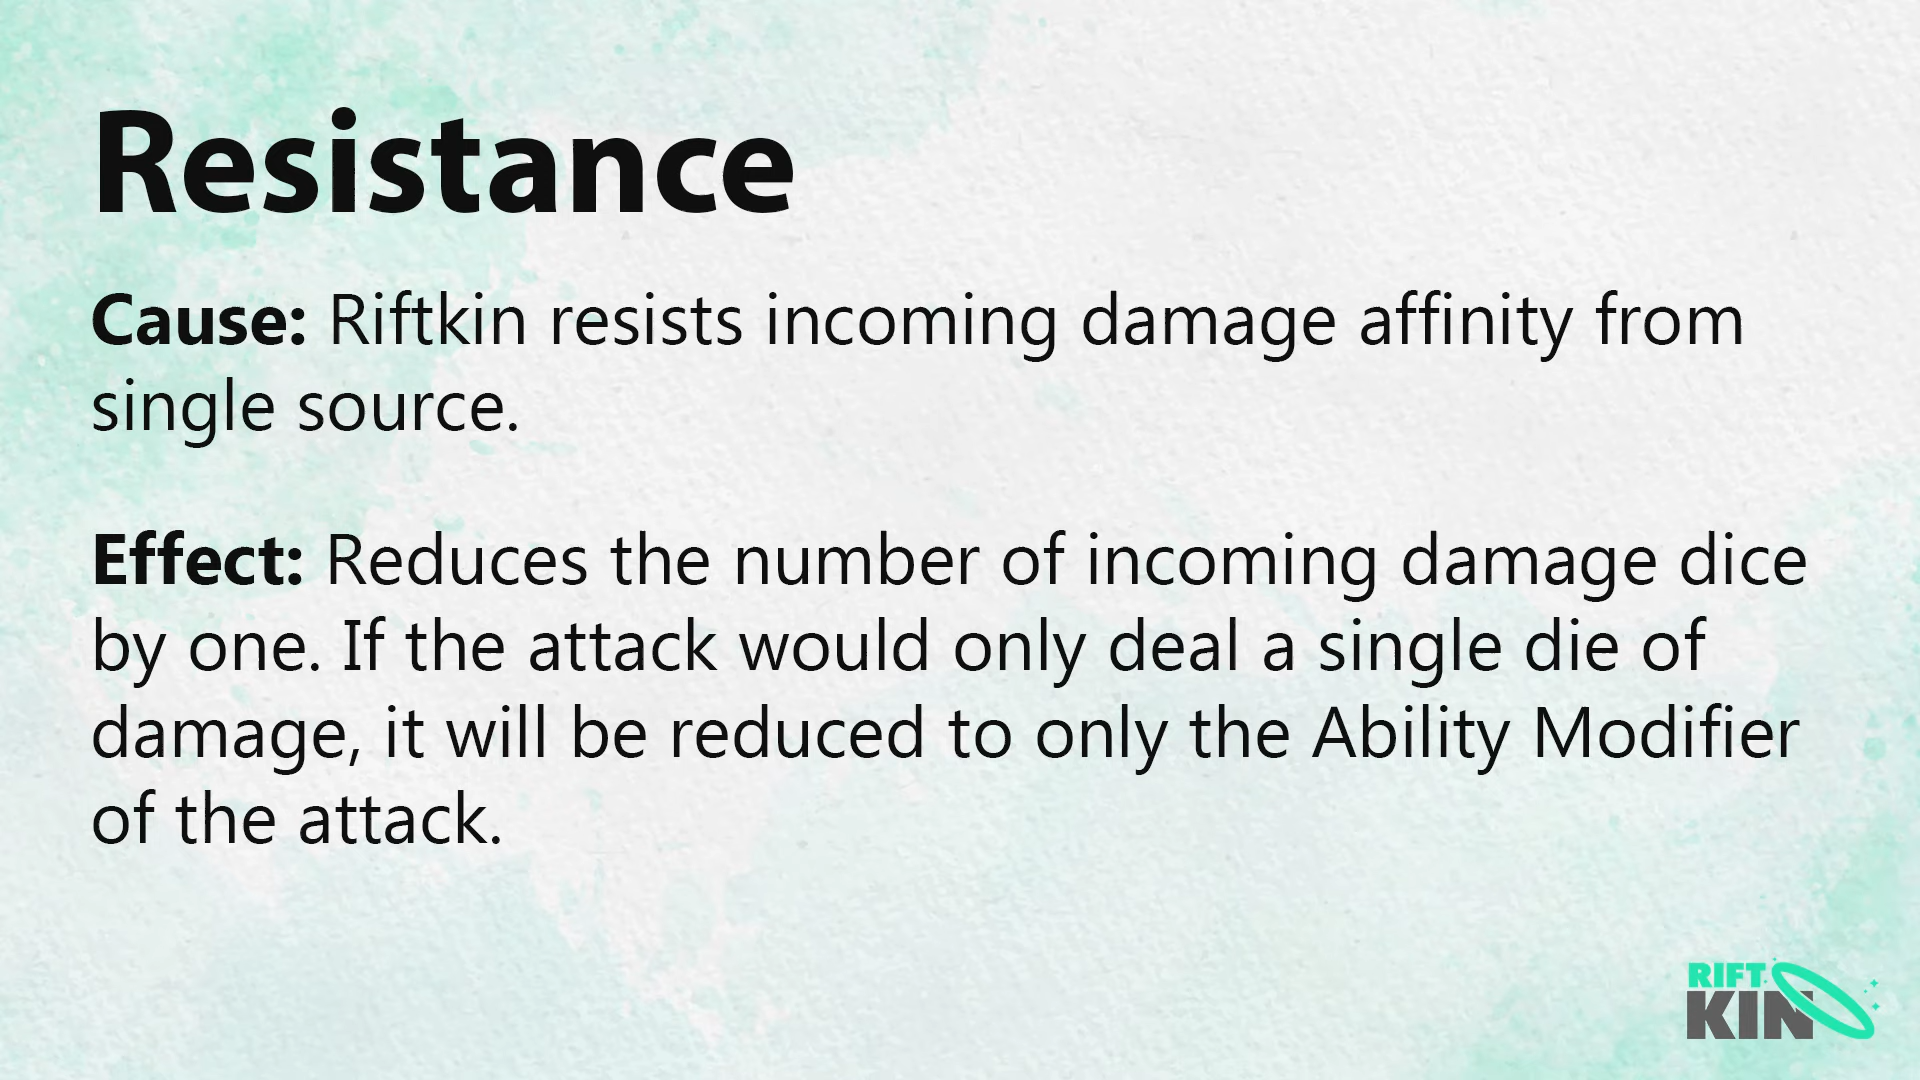 Resistance
Cause: Riftkin resists incoming damage affinity from
single source.
Effect: Reduces the number of incoming damage dice
by one. If the attack would only deal a single die of
damage, it will be reduced to only the Ability Modifier
of the attack.
RIFT
KIN